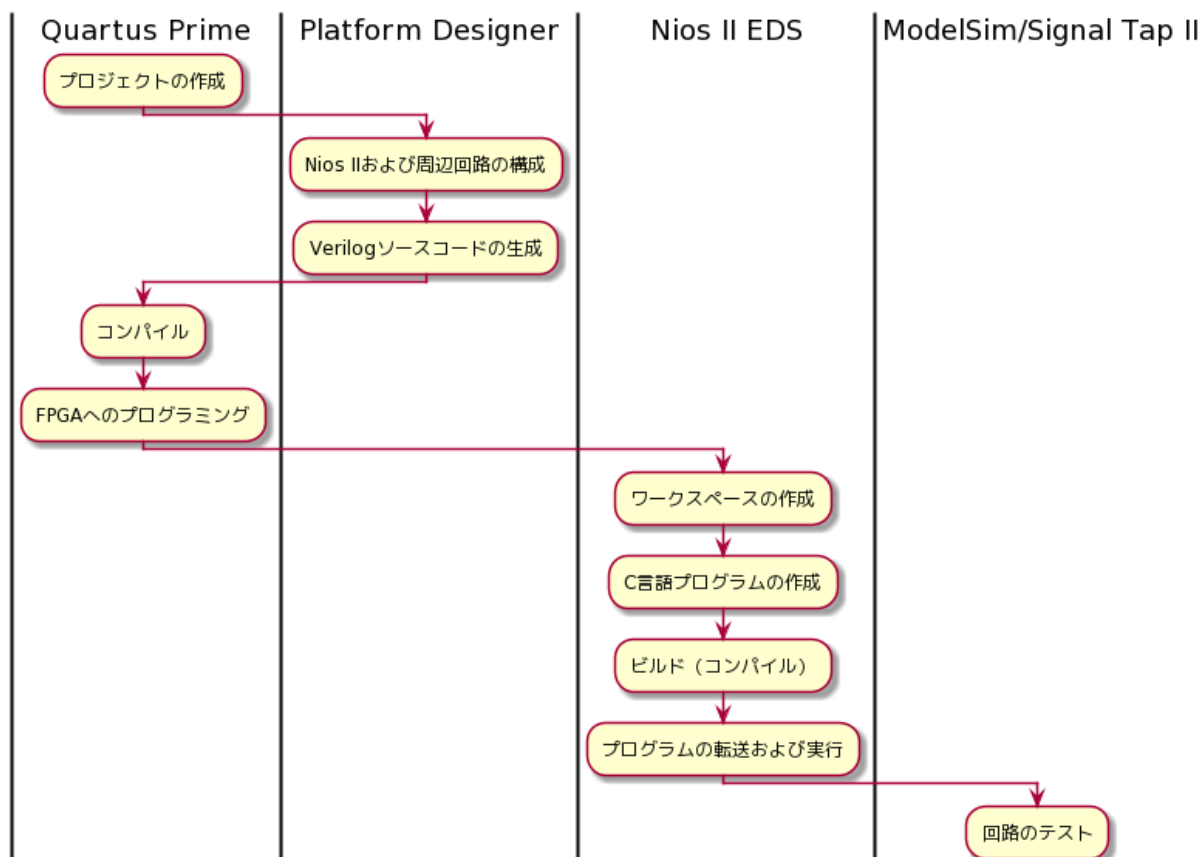 Quartus Prime
Platform Designer
Nios II EDS
ModelSim/Signal Tap II
プロジェクトの作成
Nios IIおよび周辺回路の構成
Verilogソースコードの生成
コンパイル
FPGAへのプログラミング
ワークスペースの作成
C言語プログラムの作成
ビルド（コンパイル）
プログラムの転送および実行
回路のテスト